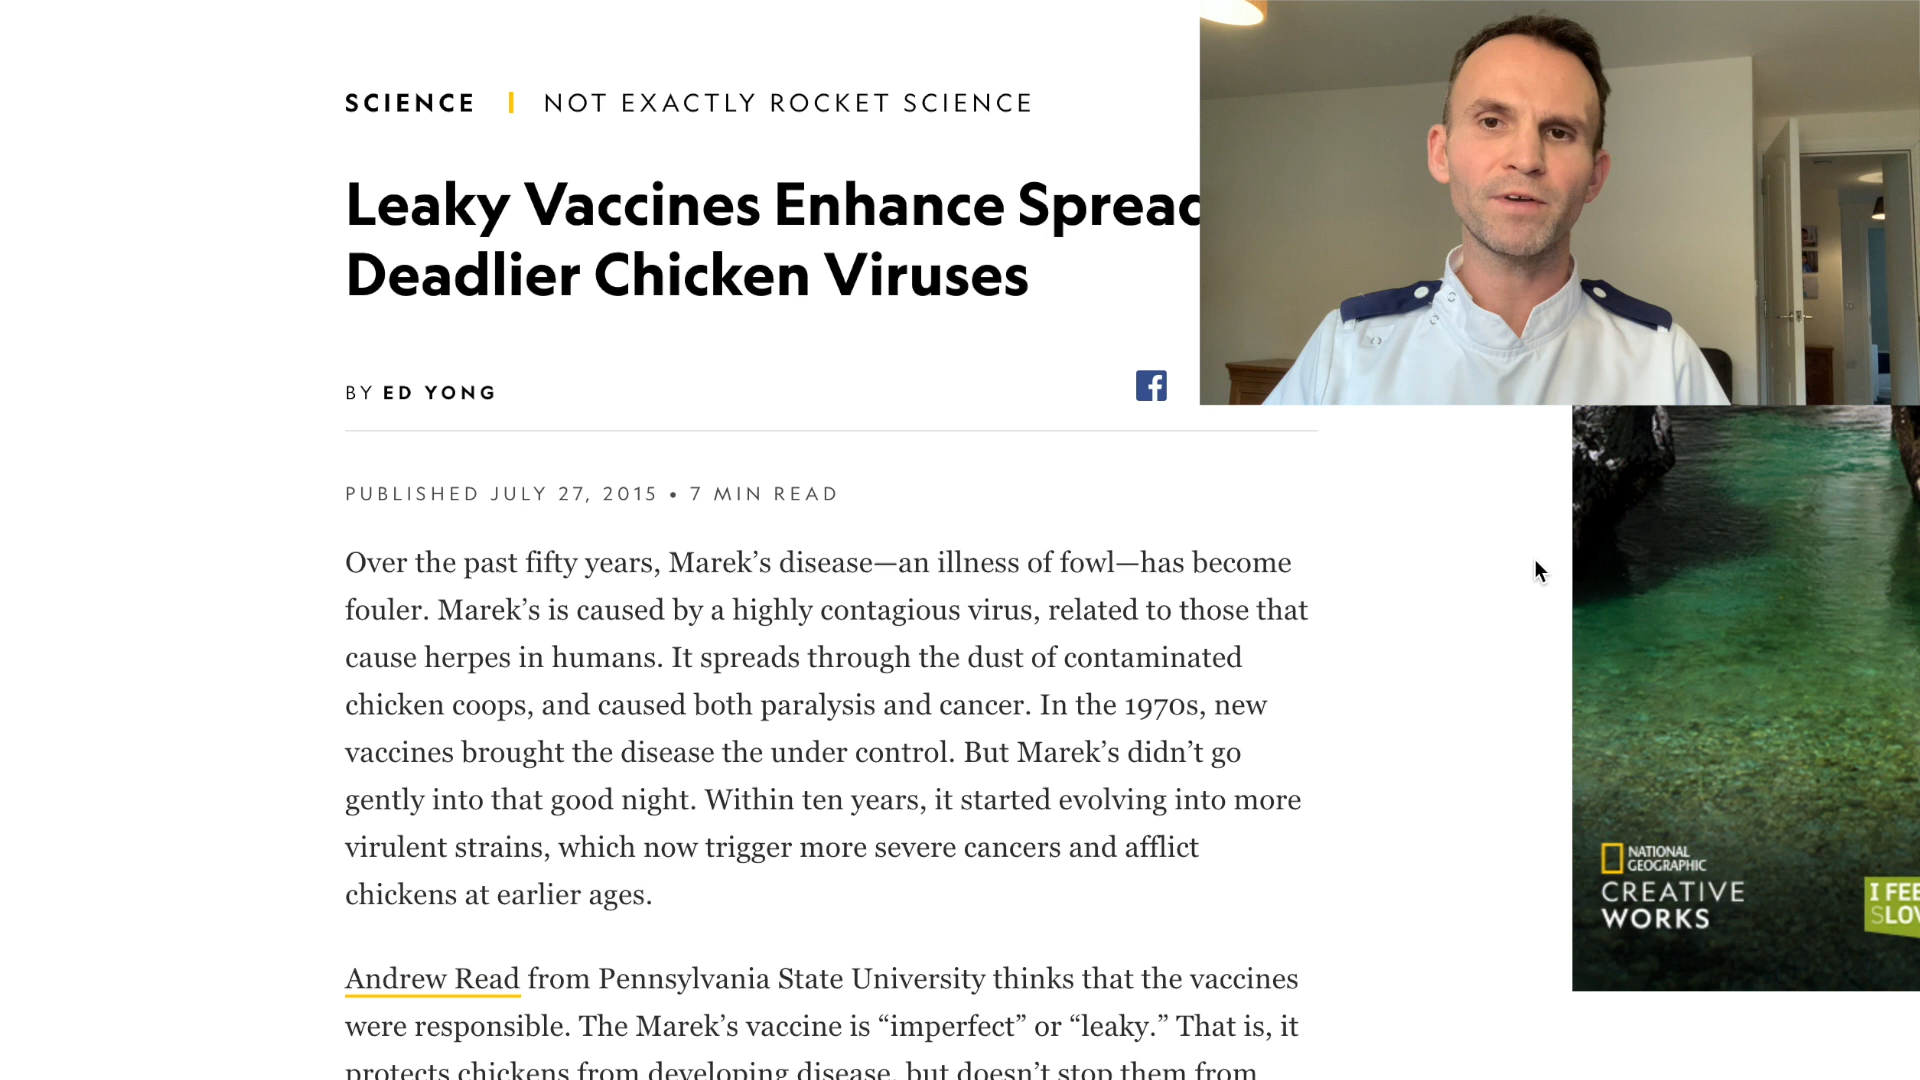 SCIENCE | NOT EXACTLY ROCKET SCIENCE
Leaky Vaccines Enhance Spread
Deadlier Chicken Viruses
BY ED YONG
PUBLISHED JULY 27, 2015 • 7 MIN READ
Over the past fifty years, Marek’s disease—an illness of fowl—has become
fouler. Marek’s is caused by a highly contagious virus, related to those that
cause herpes in humans. It spreads through the dust of contaminated
chicken coops, and caused both paralysis and cancer. In the 1970s, new
vaccines brought the disease the under control. But Marek’s didn’t go
gently into that good night. Within ten years, it started evolving into more
virulent strains, which now trigger more severe cancers and afflict
chickens at earlier ages.
Andrew Read from Pennsylvania State University thinks that the vaccines
were responsible. The Marek’s vaccine is “imperfect” or “leaky.” That is, it
protects chickens from developing disease, but doesn’t stop them from
NATIONAL
GEOGRAPHIC
CREATIVE
WORKS
I FEE
SLOV